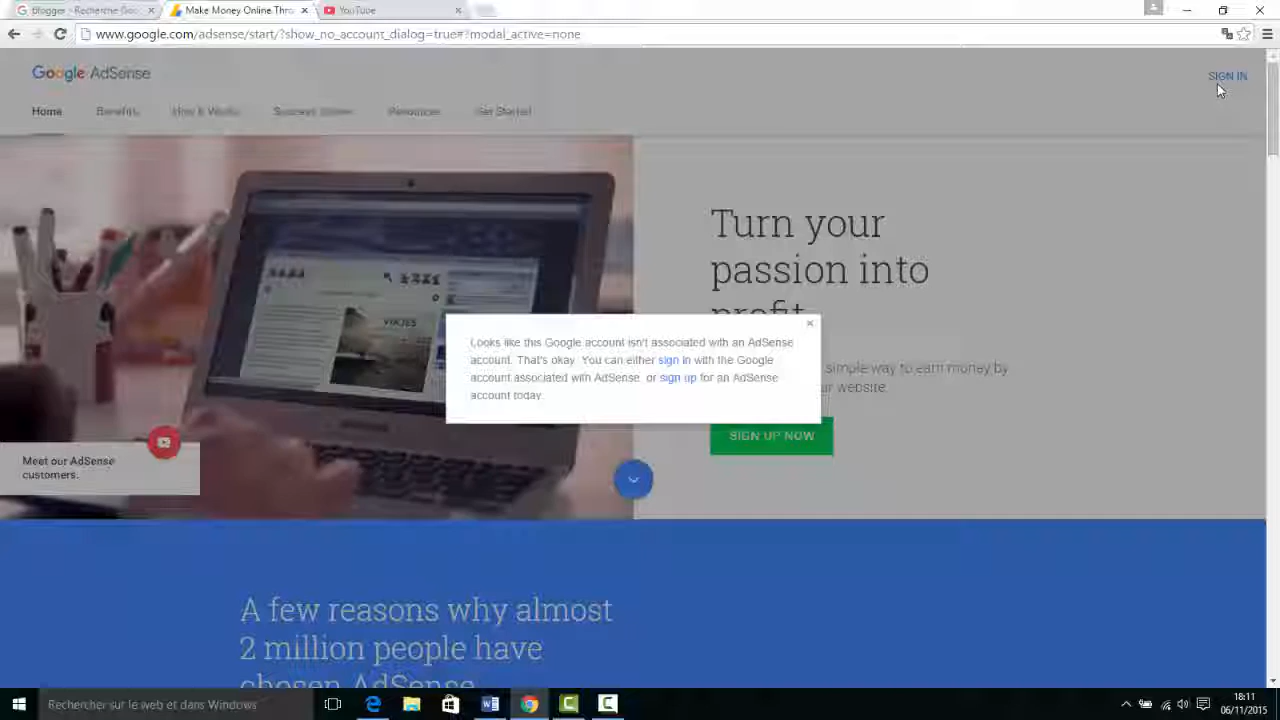 Blogger - Recherche Goo
Make Money Online Thro
YouTube
www.google.com/adsense/start/?show_no_account_dialog=true#?modal_active=none
Google AdSense
SIGN IN
Home
Benefits
How It Works
Success Stories
Resources
Get Started
Turn your
passion into
profit
VIAJES
Looks like this Google account isn't associated with an AdSense
account. That's okay. You can either sign in with the Google
account associated with AdSense, or sign up for an AdSense
account today.
simple way to earn money by
ur website.
SIGN UP NOW
Meet our AdSense
customers.
A few reasons why almost
2 million people have
chosen AdSense
Rechercher sur le web et dans Windows
18:11
06/11/2015